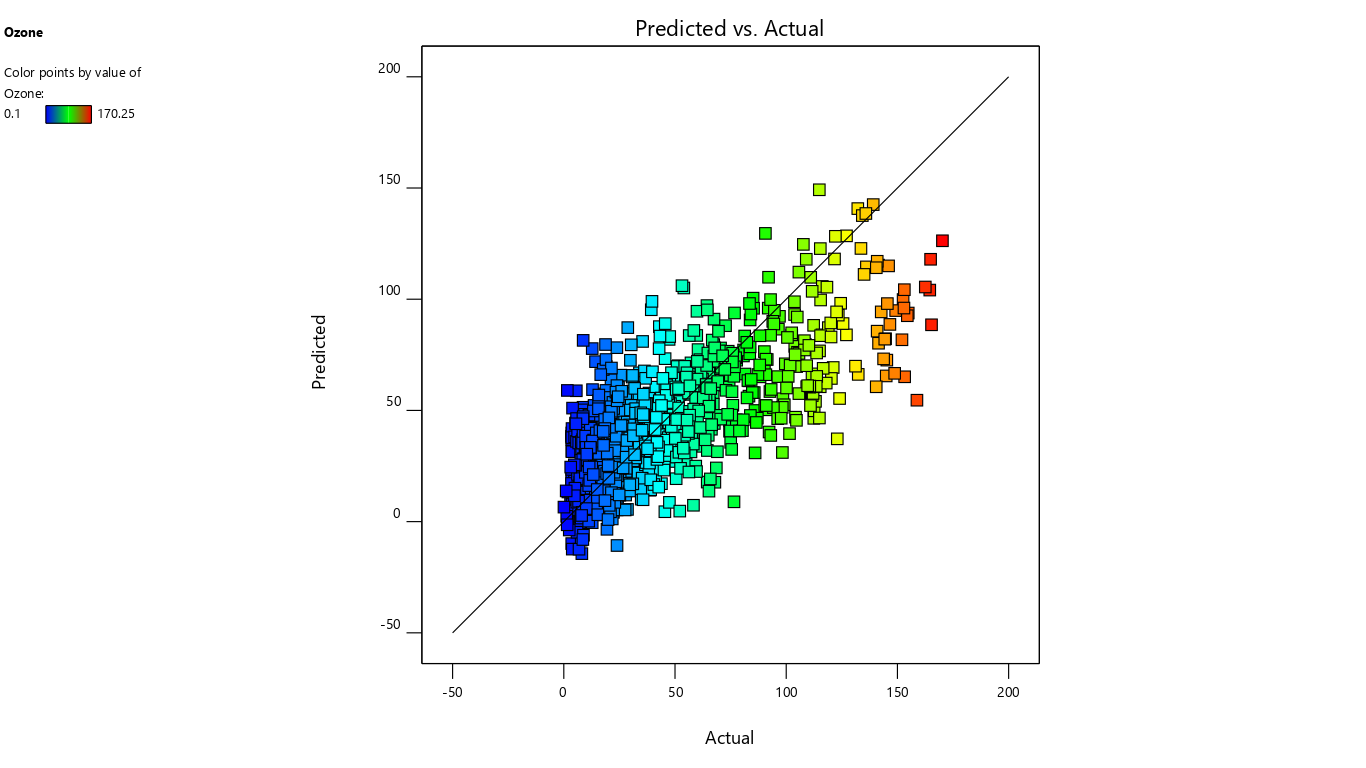 Ozone
Color points by value of
Ozone:
0.1 170.25
Predicted vs. Actual
200
150
100
50
0
-50
Predicted
-50 0 50 100 150 200
Actual